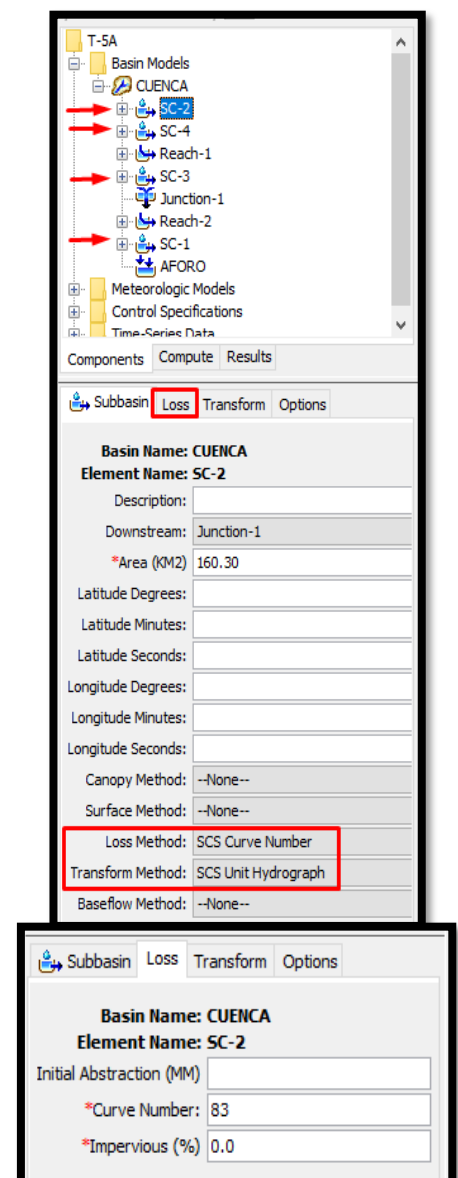 T-5A
Basin Models
CUENCA
SC-2
SC-4
Reach-1
SC-3
Junction-1
Reach-2
SC-1
AFORO
Meteorologic Models
Control Specifications
Time-Series Data
Components Compute Results
Subbasin Loss Transform Options
Basin Name: CUENCA
Element Name: SC-2
Description:
Downstream: Junction-1
*Area (KM2) 160.30
Latitude Degrees:
Latitude Minutes:
Latitude Seconds:
Longitude Degrees:
Longitude Minutes:
Longitude Seconds:
Canopy Method: --None--
Surface Method: --None--
Loss Method: SCS Curve Number
Transform Method: SCS Unit Hydrograph
Baseflow Method: --None--
Subbasin Loss Transform Options
Basin Name: CUENCA
Element Name: SC-2
Initial Abstraction (MM)
*Curve Number: 83
*Impervious (%) 0.0